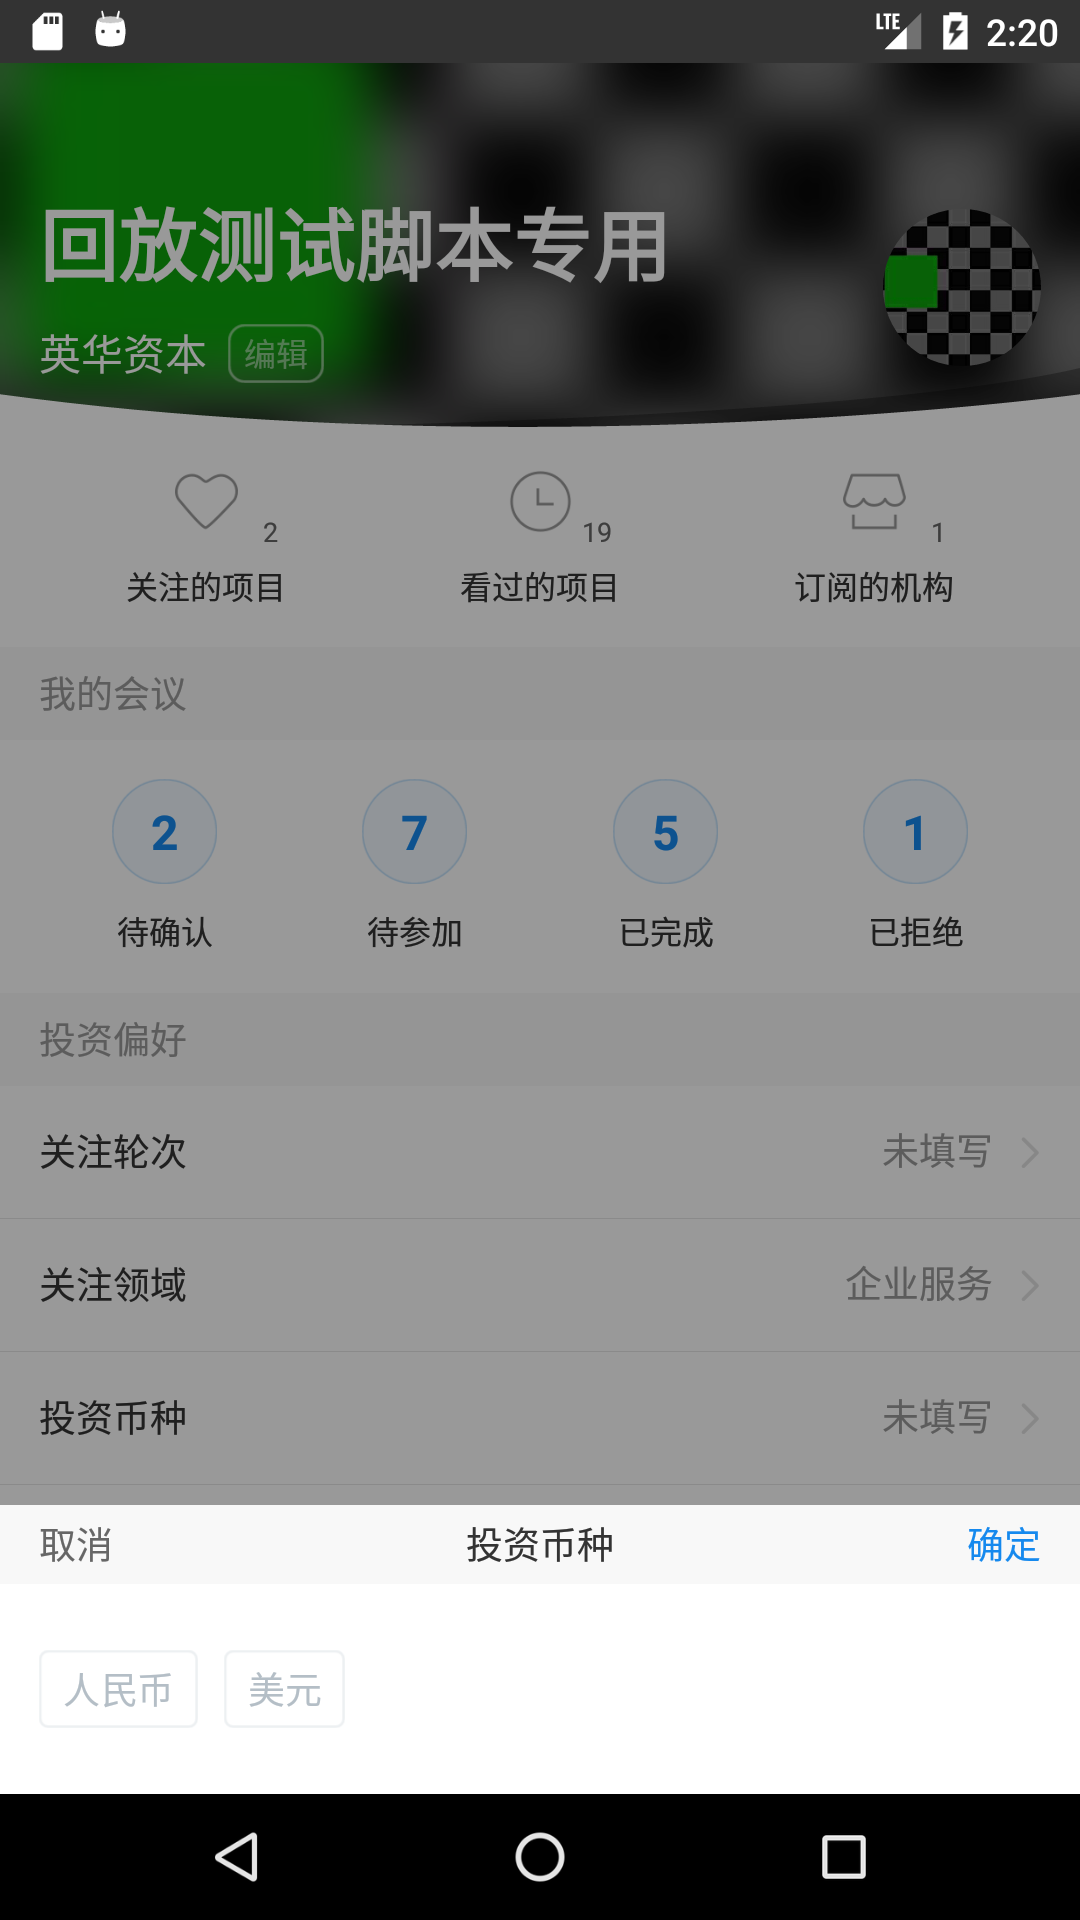 LTE 2:20
回放测试脚本专用
英华资本 编辑
2 19 1
关注的项目 看过的项目 订阅的机构
我的会议
2 7 5 1
待确认 待参加 已完成 已拒绝
投资偏好
关注轮次 未填写
关注领域 企业服务
投资币种 未填写
取消 投资币种 确定
人民币 美元